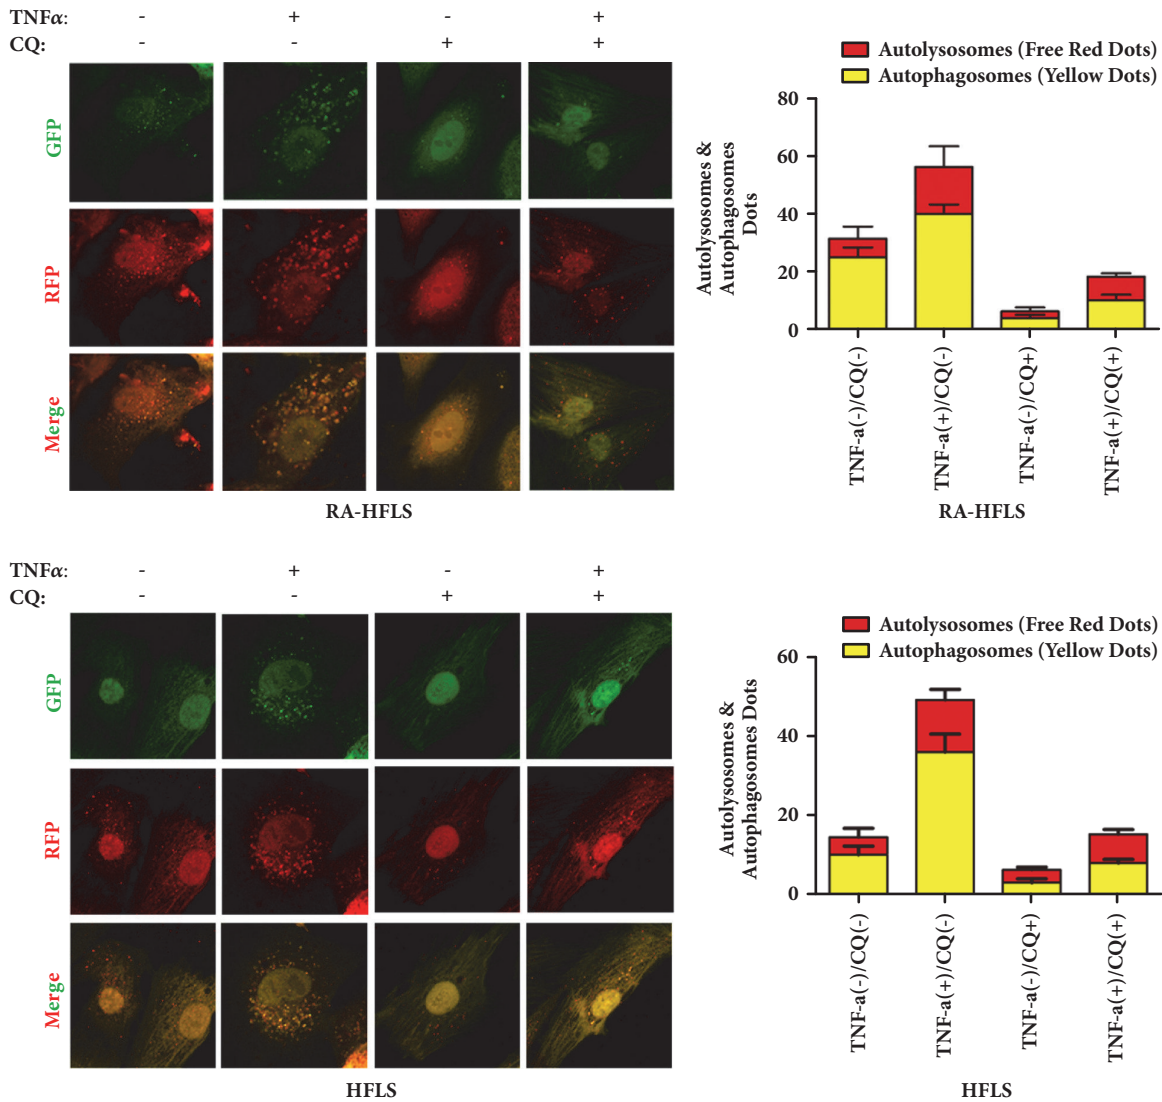 TNFα: - + - +
CQ: - - + +
GFP
RFP
Merge
RA-HFLS
Autolysosomes (Free Red Dots)
Autophagosomes (Yellow Dots)
Autolysosomes &
Autophagosomes
Dots
80
60
40
20
0
TNF-a(-)/CQ(-)
TNF-a(+)/CQ(-)
TNF-a(-)/CQ+)
TNF-a(+)/CQ(+)
RA-HFLS
TNFα: - + - +
CQ: - - + +
GFP
RFP
Merge
HFLS
Autolysosomes (Free Red Dots)
Autophagosomes (Yellow Dots)
Autolysosomes &
Autophagosomes Dots
60
40
20
0
TNF-a(-)/CQ(-)
TNF-a(+)/CQ(-)
TNF-a(-)/CQ+)
TNF-a(+)/CQ(+)
HFLS